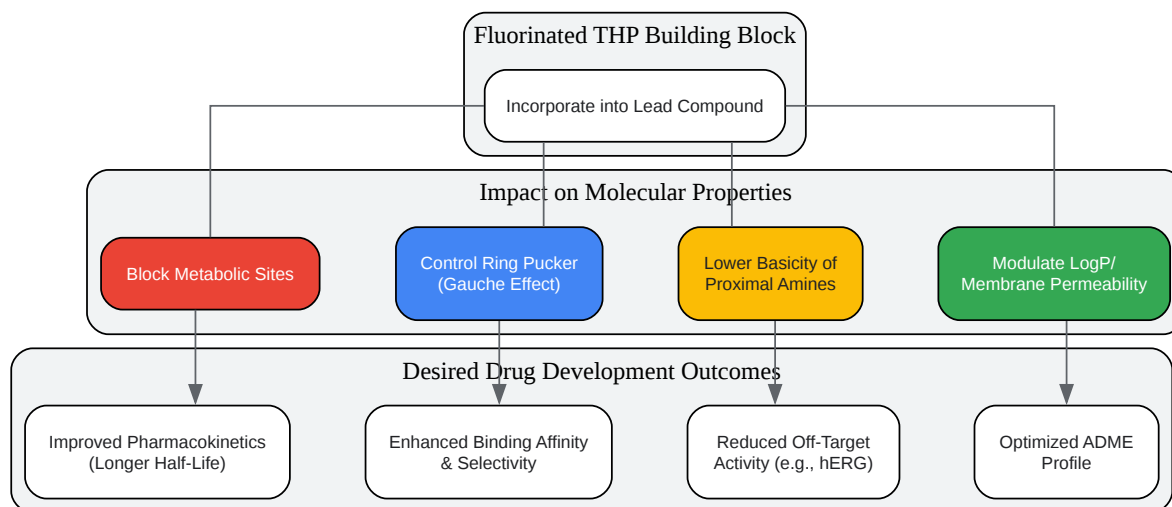 Fluorinated THP Building Block
Incorporate into Lead Compound
Impact on Molecular Properties
Block Metabolic Sites
Control Ring Pucker
(Gauche Effect)
Lower Basicity of
Proximal Amines
Modulate LogP/
Membrane Permeability
Desired Drug Development Outcomes
Improved Pharmacokinetics
(Longer Half-Life)
Enhanced Binding Affinity
& Selectivity
Reduced Off-Target
Activity (e.g., hERG)
Optimized ADME
Profile